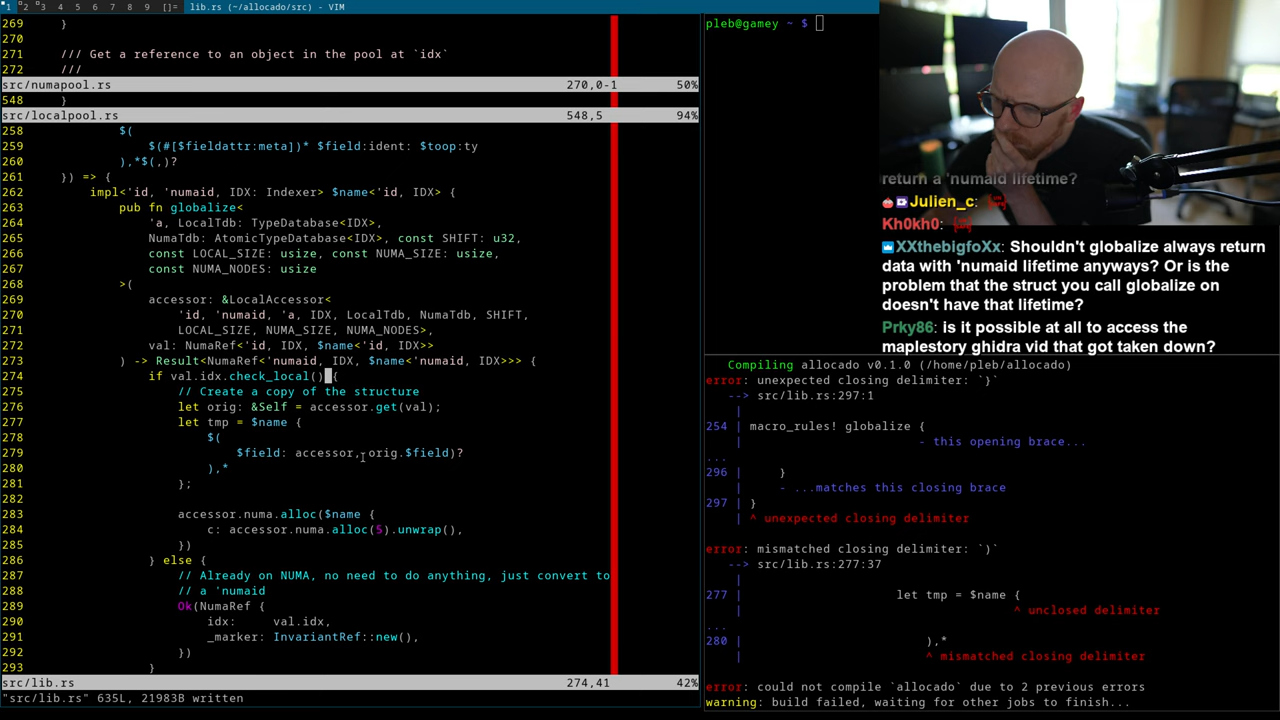 1 2 3 4 5 6 7 8 9 []= lib.rs (~/allocado/src) - VIM
269     }
270
271     /// Get a reference to an object in the pool at `idx`
272     ///
src/numapool.rs 270,0-1 50%
548     }
src/localpool.rs 548,5 94%
258             $(
259                 $(#[$fieldattr:meta])* $field:ident: $toop:ty
260             ),*$(,)?
261     }) => {
262         impl<'id, 'numaid, IDX: Indexer> $name<'id, IDX> {
263             pub fn globalize<
264                 'a, LocalTdb: TypeDatabase<IDX>,
265                 NumaTdb: AtomicTypeDatabase<IDX>, const SHIFT: u32,
266                 const LOCAL_SIZE: usize, const NUMA_SIZE: usize,
267                 const NUMA_NODES: usize
268             >(
269                 accessor: &LocalAccessor<
270                     'id, 'numaid, 'a, IDX, LocalTdb, NumaTdb, SHIFT,
271                     LOCAL_SIZE, NUMA_SIZE, NUMA_NODES>,
272                 val: NumaRef<'id, IDX, $name<'id, IDX>>
273             ) -> Result<NumaRef<'numaid, IDX, $name<'numaid, IDX>>> {
274                 if val.idx.check_local() {
275                     // Create a copy of the structure
276                     let orig: &Self = accessor.get(val);
277                     let tmp = $name {
278                         $(
279                             $field: accessor, orig.$field)?
280                         ),*
281                     };
282
283                     accessor.numa.alloc($name {
284                         c: accessor.numa.alloc(5).unwrap(),
285                     })
286                 } else {
287                     // Already on NUMA, no need to do anything, just convert to
288                     // a 'numaid
289                     Ok(NumaRef {
290                         idx:     val.idx,
291                         _marker: InvariantRef::new(),
292                     })
293                 }
src/lib.rs 274,41 42%
"src/lib.rs" 635L, 21983B written
pleb@gamey ~ $
return a 'numaid lifetime?
Julien_c:
Kh0kh0:
XXthebigfoXx: Shouldn't globalize always return
data with 'numaid lifetime anyways? Or is the
problem that the struct you call globalize on
doesn't have that lifetime?
Prky86: is it possible at all to access the
maplestory ghidra vid that got taken down?
Compiling allocado v0.1.0 (/home/pleb/allocado)
error: unexpected closing delimiter: `}`
--> src/lib.rs:297:1
|
254 | macro_rules! globalize {
| - this opening brace...
...
296 |     }
| - ...matches this closing brace
297 | }
| ^ unexpected closing delimiter
error: mismatched closing delimiter: `)`
--> src/lib.rs:277:37
|
277 | let tmp = $name {
| ^ unclosed delimiter
...
280 | ),*
| ^ mismatched closing delimiter
error: could not compile `allocado` due to 2 previous errors
warning: build failed, waiting for other jobs to finish...